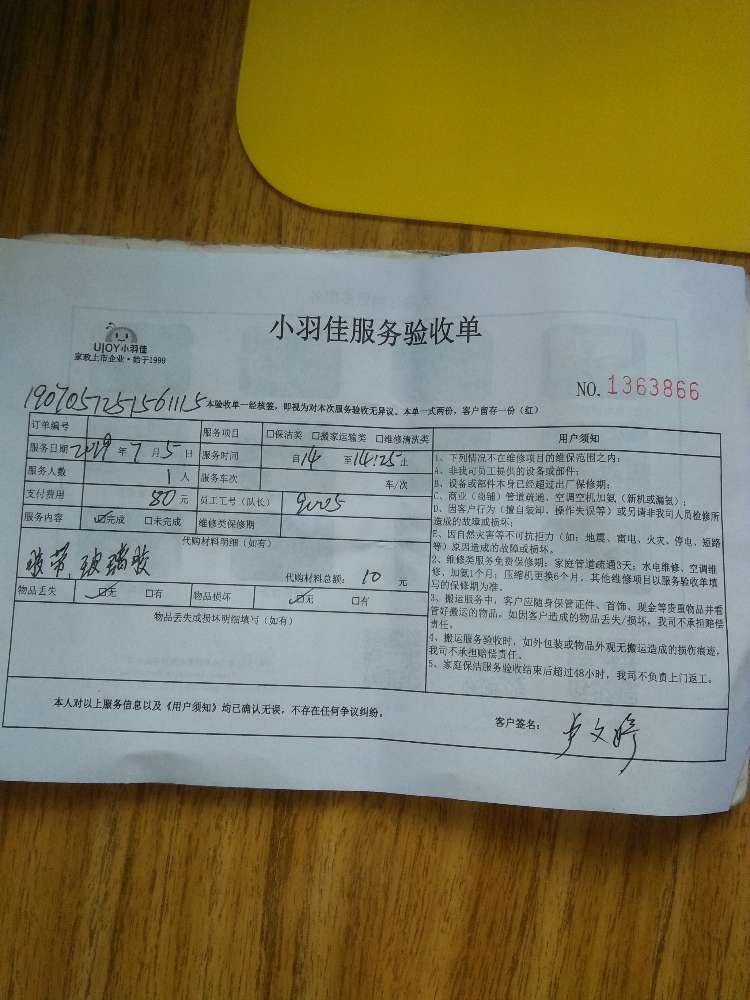 小羽佳服务验收单
UJOY小羽佳
家政上市企业·始于1999
NO. 1363866
1907057251561115
本验收单一经核签,即视为对本次服务验收无异议。本单一式两份,客户留存一份(红)
订单编号
服务项目 □保洁类 □搬家运输类 □维修清洗类
服务日期 2019 年 7 月 5 日 服务时间 自 14 至 14:25 止
服务人数 1 人 服务车次 车/次
支付费用 80 元 员工工号(队长) 9005
服务内容 ☑完成 □未完成 维修类保修期
代购材料明细(如有)
玻璃胶
代购材料总额: 10 元
物品丢失 ☑无 □有 物品损坏 ☑无 □有
物品丢失或损坏明细填写(如有)
用户须知
1、下列情况不在维修项目的维保范围之内:
A、非我司员工提供的设备或部件;
B、设备或部件本身已经超过出厂保修期;
C、商业(商铺)管道疏通、空调空机加氨(新机或漏氨);
D、因客户行为(擅自装卸、操作失误等)或另请非我司人员检修所
造成的故障或损坏;
E、因自然灾害等不可抗拒力(如:地震、雷电、火灾、停电、短路
等)原因造成的故障或损坏。
2、维修类服务免费保修期:家庭管道疏通3天;水电维修、空调维
修、加氨1个月;压缩机更换6个月,其他维修项目以服务验收单填
写的保修期为准。
3、搬运服务中,客户应随身保管证件、首饰、现金等贵重物品并看
管好搬运的物品,如因客户造成的物品丢失/损坏,我司不承担赔偿
责任。
4、搬运服务验收时,如外包装或物品外观无搬运造成的损伤痕迹,
我司不承担赔偿责任。
5、家庭保洁服务验收结束后超过48小时,我司不负责上门返工。
本人对以上服务信息以及《用户须知》均已确认无误,不存在任何争议纠纷。
客户签名: 卢文婷